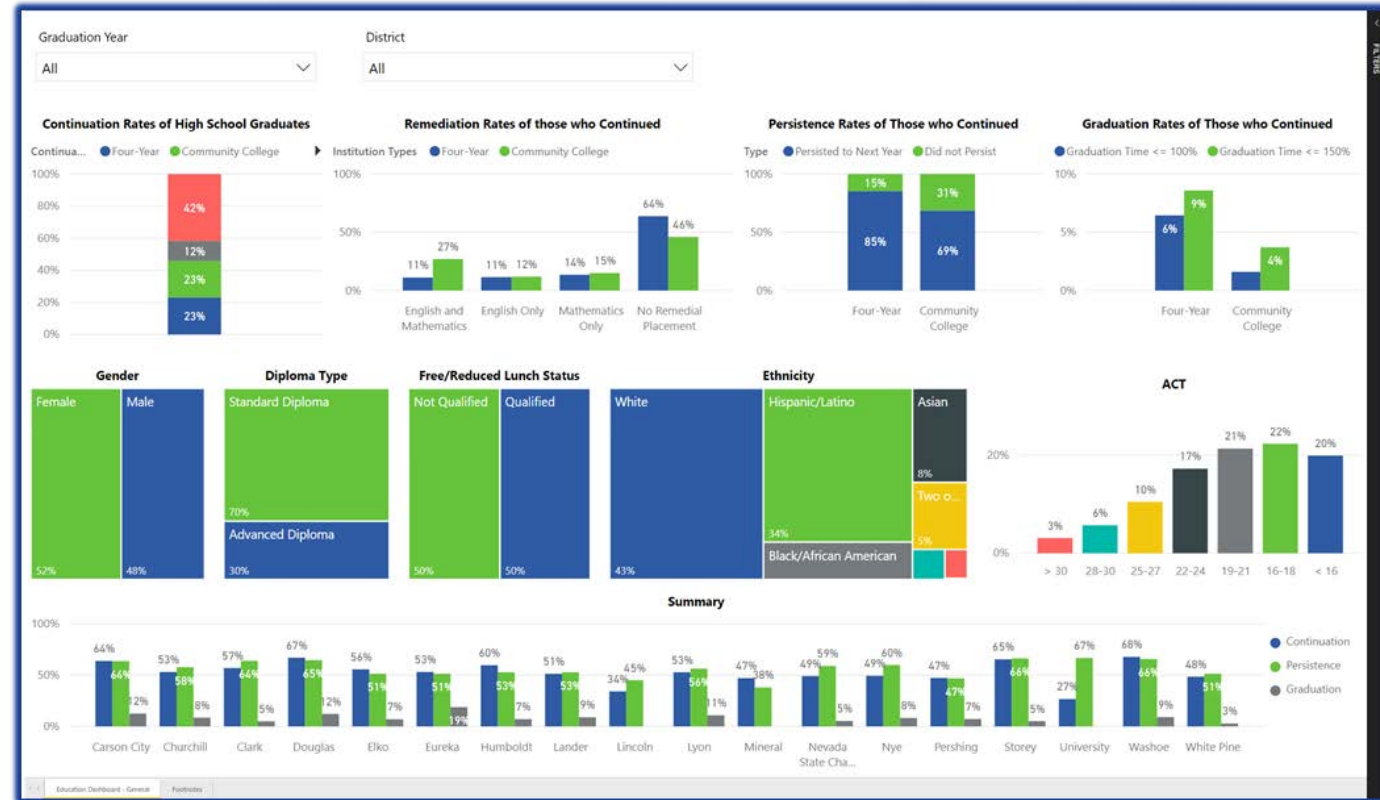 Graduation Year
District
All
All
FILTERS
Continuation Rates of High School Graduates
Continua... Four-Year Community College
100%
80%
60%
40%
20%
0%
42%
12%
23%
23%
Remediation Rates of those who Continued
Institution Types Four-Year Community College
100%
50%
0%
11% 27% 11% 12% 14% 15% 64% 46%
English and Mathematics
English Only
Mathematics Only
No Remedial Placement
Persistence Rates of Those who Continued
Type Persisted to Next Year Did not Persist
100%
50%
0%
15% 31%
85% 69%
Four-Year
Community College
Graduation Rates of Those who Continued
Graduation Time <= 100% Graduation Time <= 150%
10%
5%
0%
6% 9% 4%
Four-Year
Community College
Gender
Female
52%
Male
48%
Diploma Type
Standard Diploma
70%
Advanced Diploma
30%
Free/Reduced Lunch Status
Not Qualified
50%
Qualified
50%
Ethnicity
White
43%
Hispanic/Latino
34%
Black/African American
Asian
8%
Two o...
5%
ACT
20%
0%
3% 6% 10% 17% 21% 22% 20%
> 30 28-30 25-27 22-24 19-21 16-18 < 16
Summary
100%
50%
0%
64% 64% 12%
53% 58% 8%
57% 64% 5%
67% 65% 12%
56% 51% 7%
53% 51% 19%
60% 53% 7%
51% 53% 9%
34% 45%
53% 56% 11%
47% 38%
49% 59% 5%
49% 60% 8%
47% 47% 7%
65% 66% 5%
27% 67%
68% 66% 9%
48% 51% 3%
Carson City Churchill Clark Douglas Elko Eureka Humboldt Lander Lincoln Lyon Mineral Nevada State Cha... Nye Pershing Storey University Washoe White Pine
Continuation
Persistence
Graduation
Education Dashboard - General Footnotes